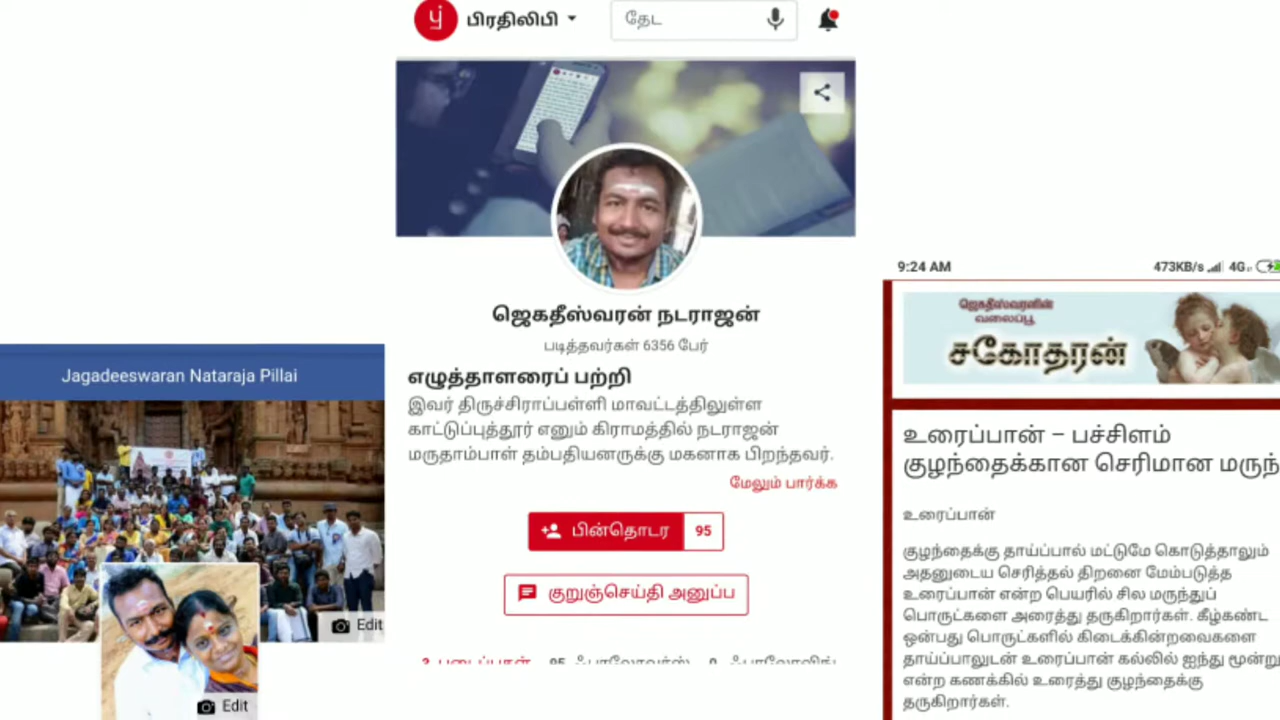 Jagadeeswaran Nataraja Pillai
Edit
Edit
பிரதிலிபி
தேட
ஜெகதீஸ்வரன் நடராஜன்
படித்தவர்கள் 6356 பேர்
எழுத்தாளரைப் பற்றி
இவர் திருச்சிராப்பள்ளி மாவட்டத்திலுள்ள
காட்டுப்புத்தூர் எனும் கிராமத்தில் நடராஜன்
மருதாம்பாள் தம்பதியனருக்கு மகனாக பிறந்தவர்.
மேலும் பார்க்க
பின்தொடர 95
குறுஞ்செய்தி அனுப்ப
9:24 AM 473KB/s 4G
ஜெகதீஸ்வரனின்
வலைப்பூ
சகோதரன்
உரைப்பான் – பச்சிளம்
குழந்தைக்கான செரிமான மருந்
உரைப்பான்
குழந்தைக்கு தாய்ப்பால் மட்டுமே கொடுத்தாலும்
அதனுடைய செரித்தல் திறனை மேம்படுத்த
உரைப்பான் என்ற பெயரில் சில மருந்துப்
பொருட்களை அரைத்து தருகிறார்கள். கீழ்கண்ட
ஒன்பது பொருட்களில் கிடைக்கின்றவைகளை
தாய்ப்பாலுடன் உரைப்பான் கல்லில் ஐந்து மூன்று
என்ற கணக்கில் உரைத்து குழந்தைக்கு
தருகிறார்கள்.